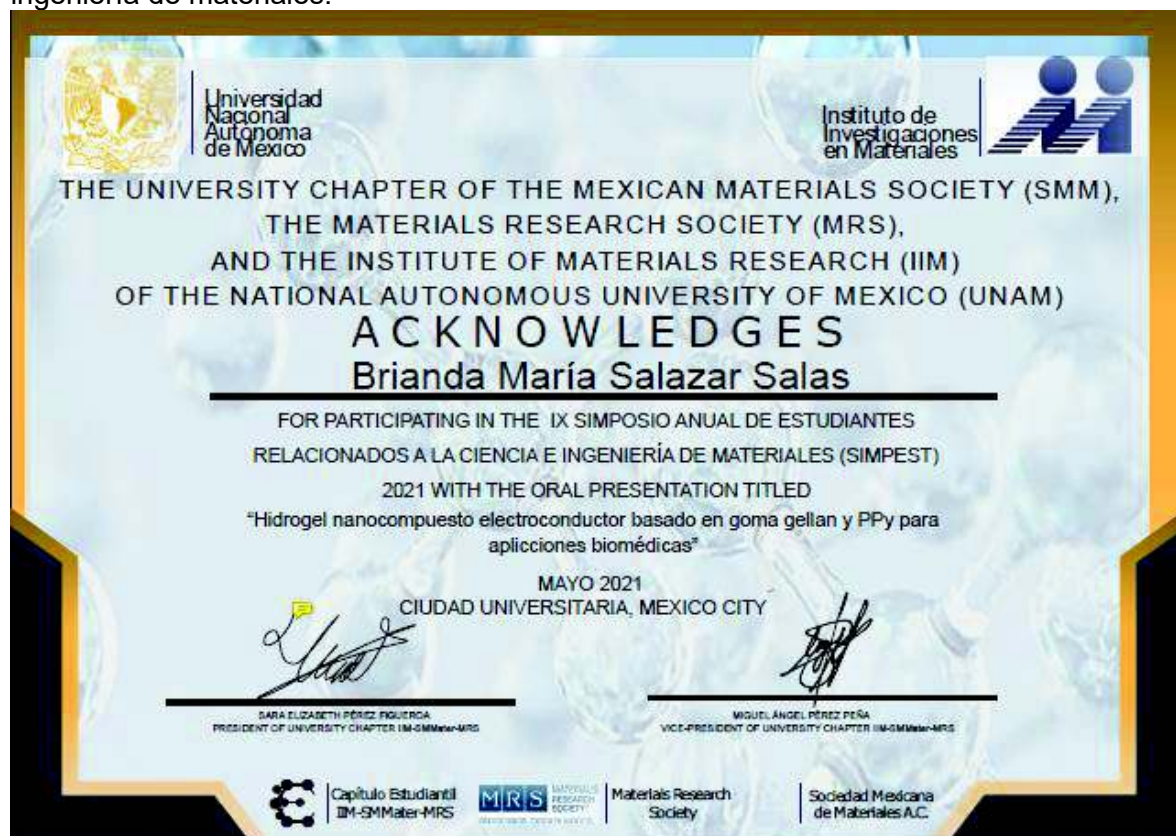 ingeniería de materiales.
Universidad
Nacional
Autónoma
de México
Instituto de
Investigaciones
en Materiales
THE UNIVERSITY CHAPTER OF THE MEXICAN MATERIALS SOCIETY (SMM),
THE MATERIALS RESEARCH SOCIETY (MRS),
AND THE INSTITUTE OF MATERIALS RESEARCH (IIM)
OF THE NATIONAL AUTONOMOUS UNIVERSITY OF MEXICO (UNAM)
ACKNOWLEDGES
Brianda María Salazar Salas
FOR PARTICIPATING IN THE IX SIMPOSIO ANUAL DE ESTUDIANTES
RELACIONADOS A LA CIENCIA E INGENIERÍA DE MATERIALES (SIMPEST)
2021 WITH THE ORAL PRESENTATION TITLED
"Hidrogel nanocompuesto electroconductor basado en goma gellan y PPy para
aplicciones biomédicas"
MAYO 2021
CIUDAD UNIVERSITARIA, MEXICO CITY
SARA ELIZABETH PÉREZ FIGUEROA
PRESIDENT OF UNIVERSITY CHAPTER IIM-SMMater-MRS
MIGUEL ÁNGEL PÉREZ PEÑA
VICE-PRESIDENT OF UNIVERSITY CHAPTER IIM-SMMater-MRS
Capítulo Estudiantil
IIM-SMMater-MRS
MRS MATERIALS
RESEARCH
SOCIETY
Materials Research
Society
Sociedad Mexicana
de Materiales A.C.